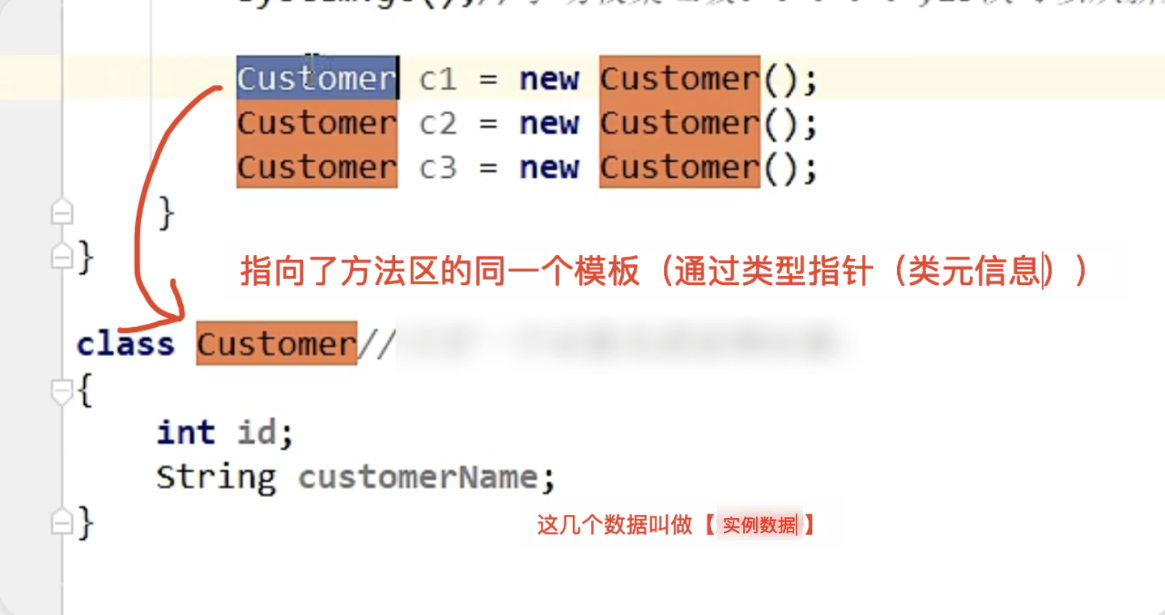 Customer c1 = new Customer();
Customer c2 = new Customer();
Customer c3 = new Customer();
}
}
指向了方法区的同一个模板（通过类型指针（类元信息））
class Customer//
{
int id;
String customerName;
这几个数据叫做【实例数据】
}